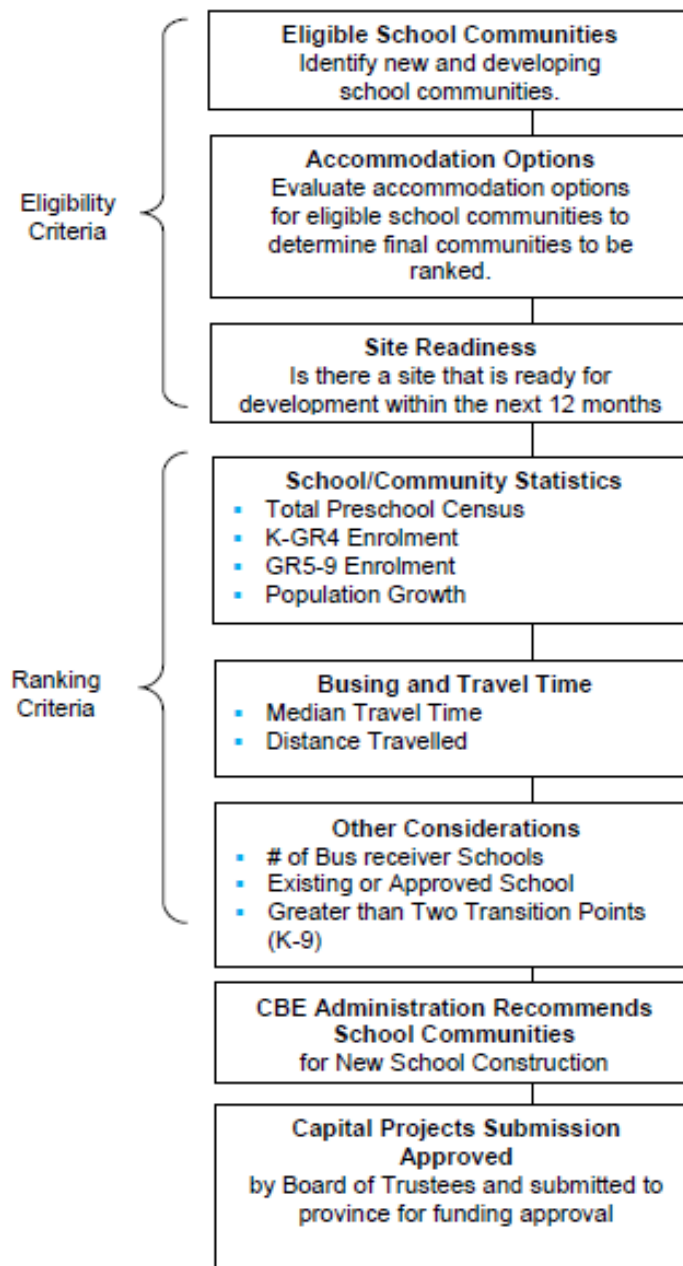 Eligible School Communities
Identify new and developing
school communities.
Accommodation Options
Evaluate accommodation options
for eligible school communities to
determine final communities to be
ranked.
Eligibility
Criteria
Site Readiness
Is there a site that is ready for
development within the next 12 months
School/Community Statistics
▪ Total Preschool Census
▪ K-GR4 Enrolment
▪ GR5-9 Enrolment
▪ Population Growth
Ranking
Criteria
Busing and Travel Time
▪ Median Travel Time
▪ Distance Travelled
Other Considerations
▪ # of Bus receiver Schools
▪ Existing or Approved School
▪ Greater than Two Transition Points
(K-9)
CBE Administration Recommends
School Communities
for New School Construction
Capital Projects Submission
Approved
by Board of Trustees and submitted to
province for funding approval